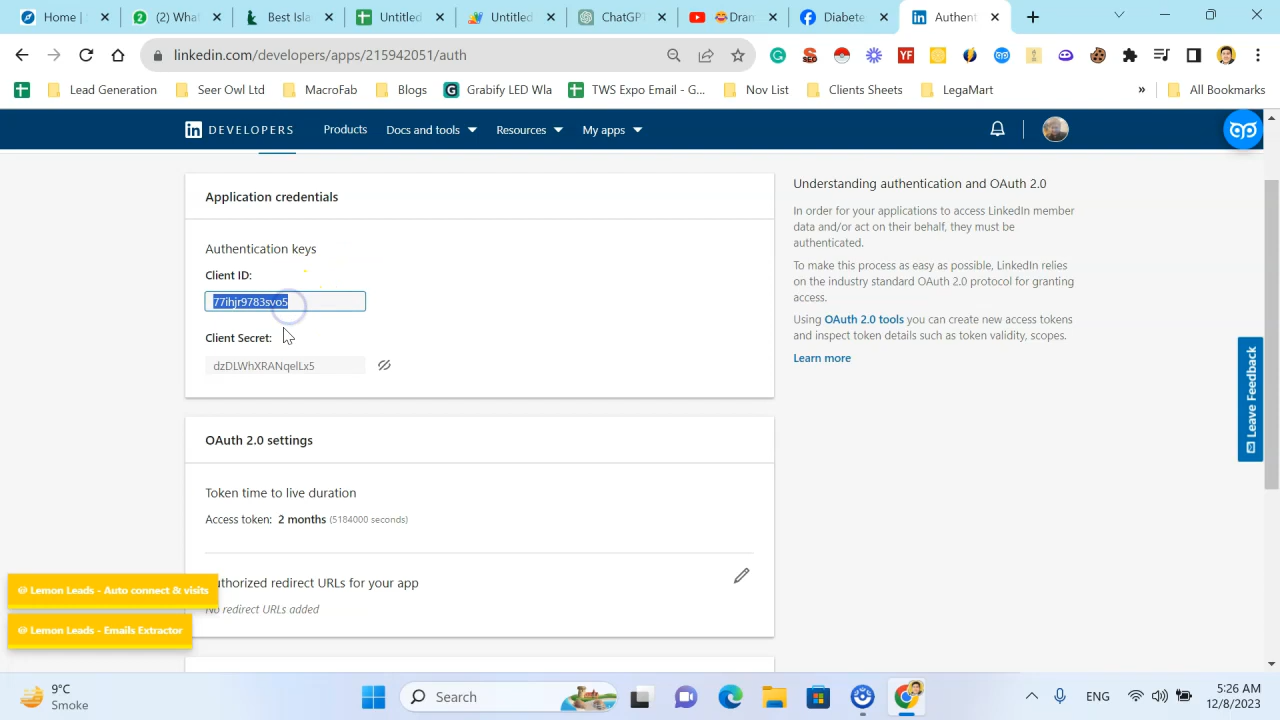 Home |
(2) What
Best Isla
Untitled
Untitled
ChatGPT
Dram
Diabete
Authent
linkedin.com/developers/apps/215942051/auth
Lead Generation
Seer Owl Ltd
MacroFab
Blogs
Grabify LED Wla
TWS Expo Email - G...
Nov List
Clients Sheets
LegaMart
»
All Bookmarks
in DEVELOPERS
Products
Docs and tools
Resources
My apps
Application credentials
Authentication keys
Client ID:
77ihjr9783svo5
Client Secret:
dzDLWhXRANqelLx5
Understanding authentication and OAuth 2.0
In order for your applications to access LinkedIn member
data and/or act on their behalf, they must be
authenticated.
To make this process as easy as possible, LinkedIn relies
on the industry standard OAuth 2.0 protocol for granting
access.
Using OAuth 2.0 tools you can create new access tokens
and inspect token details such as token validity, scopes.
Learn more
Leave Feedback
OAuth 2.0 settings
Token time to live duration
Access token: 2 months (5184000 seconds)
uthorized redirect URLs for your app
No redirect URLs added
@ Lemon Leads - Auto connect & visits
@ Lemon Leads - Emails Extractor
9°C
Smoke
Search
ENG
5:26 AM
12/8/2023